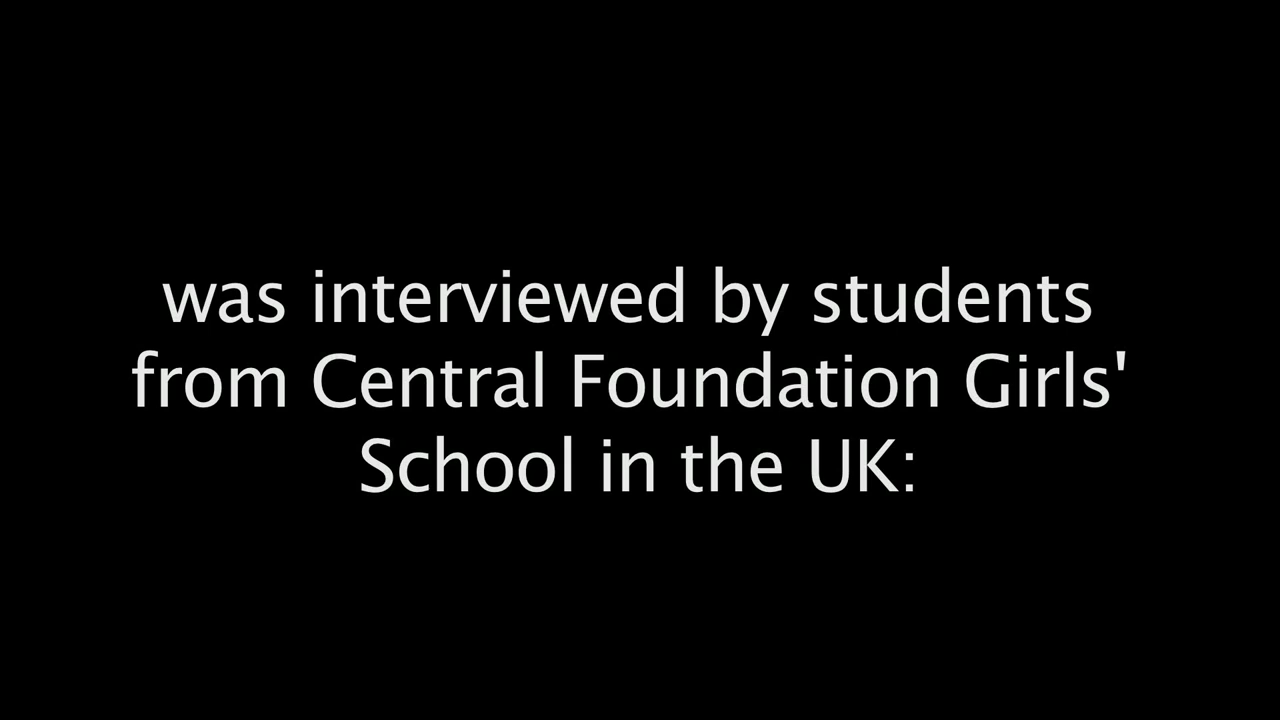 was interviewed by students
from Central Foundation Girls'
School in the UK: